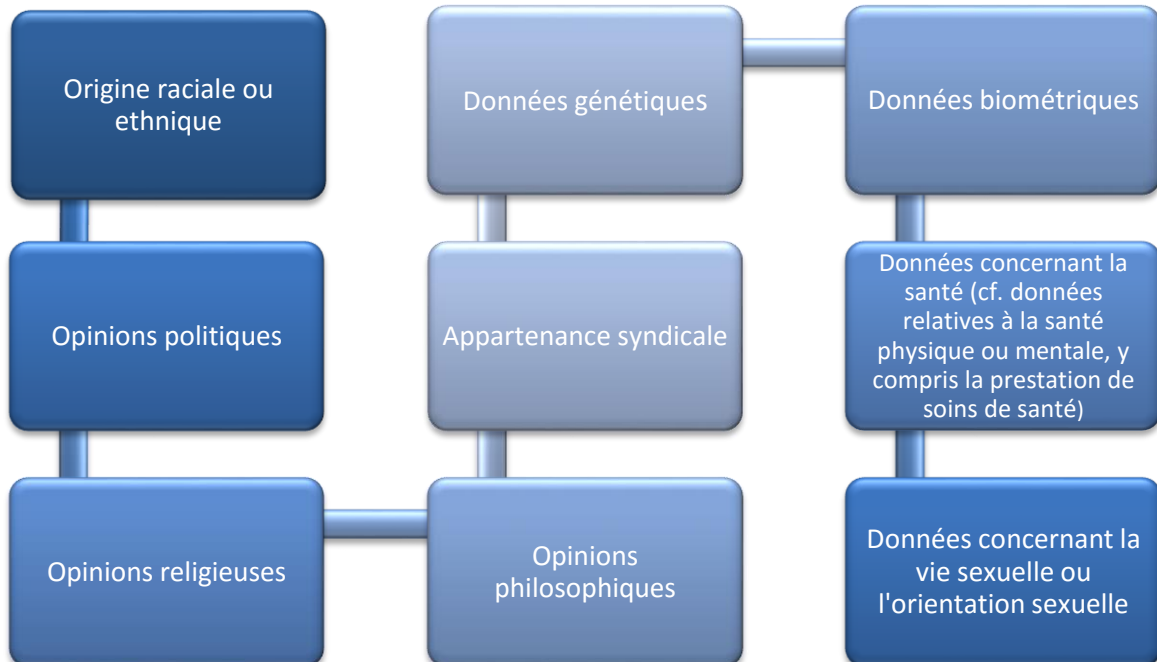 Origine raciale ou
ethnique
Opinions politiques
Opinions religieuses
Opinions
philosophiques
Appartenance syndicale
Données génétiques
Données biométriques
Données concernant la
santé (cf. données
relatives à la santé
physique ou mentale, y
compris la prestation de
soins de santé)
Données concernant la
vie sexuelle ou
l'orientation sexuelle